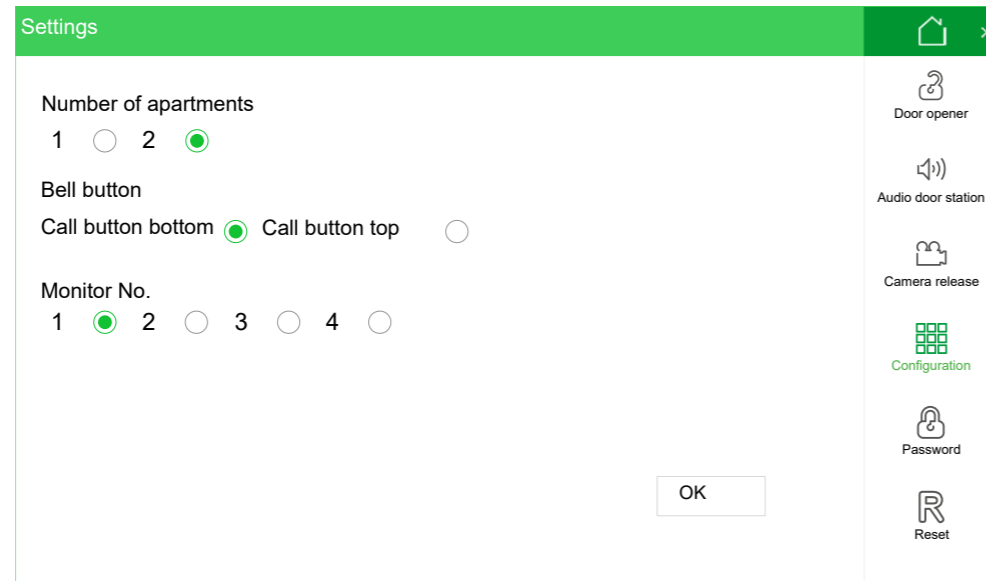 Settings
Number of apartments
1 2
Bell button
Call button bottom Call button top
Monitor No.
1 2 3 4
OK
Door opener
Audio door station
Camera release
Configuration
Password
R
Reset